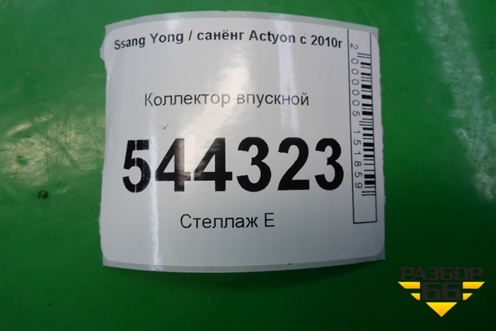 Ssang Yong / санёнг Actyon с 2010г
Коллектор впускной
544323
Стеллаж Е
2000005151859
РАЗБОР
66